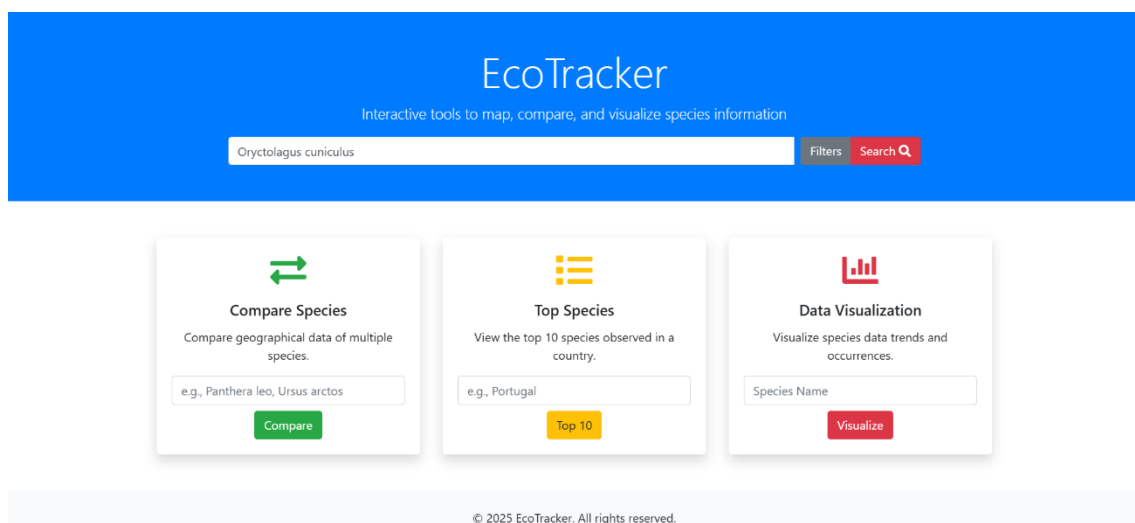 EcoTracker
Interactive tools to map, compare, and visualize species information
Oryctolagus cuniculus
Filters
Search
Compare Species
Compare geographical data of multiple
species.
e.g., Panthera leo, Ursus arctos
Compare
Top Species
View the top 10 species observed in a
country.
e.g., Portugal
Top 10
Data Visualization
Visualize species data trends and
occurrences.
Species Name
Visualize
© 2025 EcoTracker. All rights reserved.